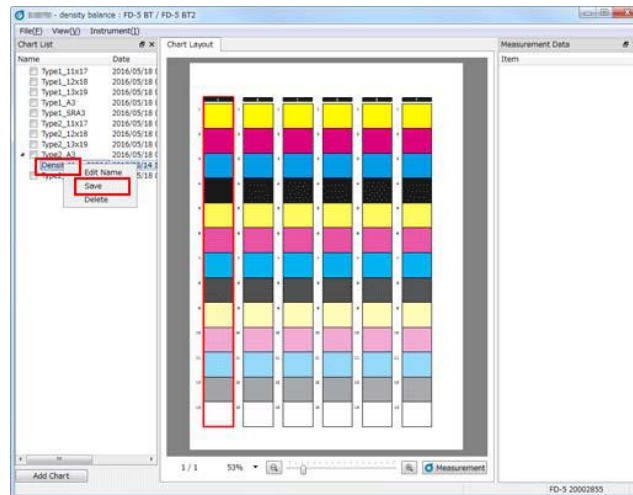 - density balance : FD-5 BT / FD-5 BT2
File(F) View(V) Instrument(I)
Chart List
Chart Layout
Measurement Data
Name Date
Item
Type1_11x17 2016/05/18
Type1_12x18 2016/05/18
Type1_13x19 2016/05/18
Type1_A3 2016/05/18
Type1_SRA3 2016/05/18
Type2_11x17 2016/05/18
Type2_12x18 2016/05/18
Type2_13x19 2016/05/18
Type2_A3 2016/05/18
Edit Name
Save
Delete
1 / 1 53% Measurement
Add Chart
FD-5 20002855